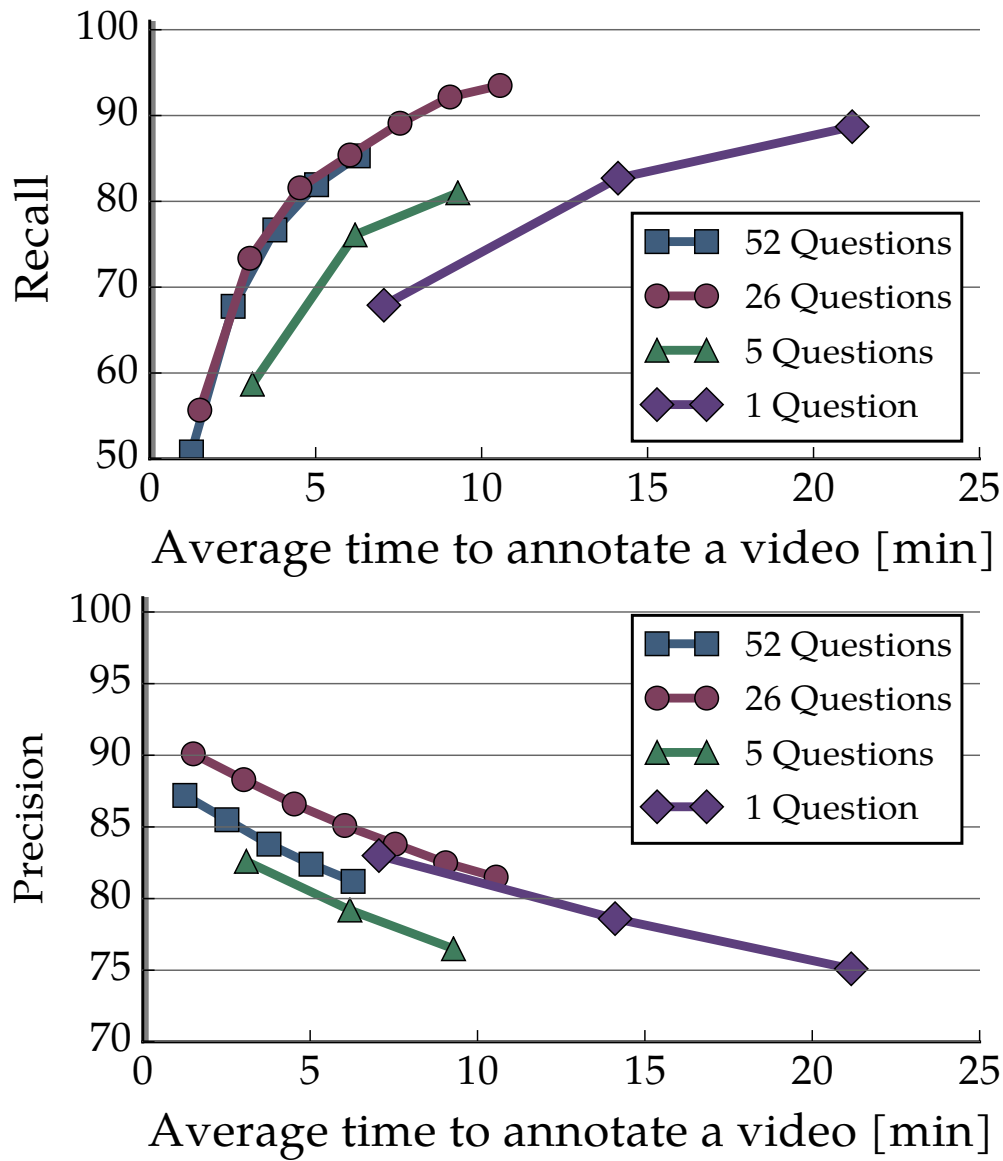 100
90
80
70
60
50
Recall
0 5 10 15 20 25
Average time to annotate a video [min]
52 Questions
26 Questions
5 Questions
1 Question
100
95
90
85
80
75
70
Precision
0 5 10 15 20 25
Average time to annotate a video [min]
52 Questions
26 Questions
5 Questions
1 Question